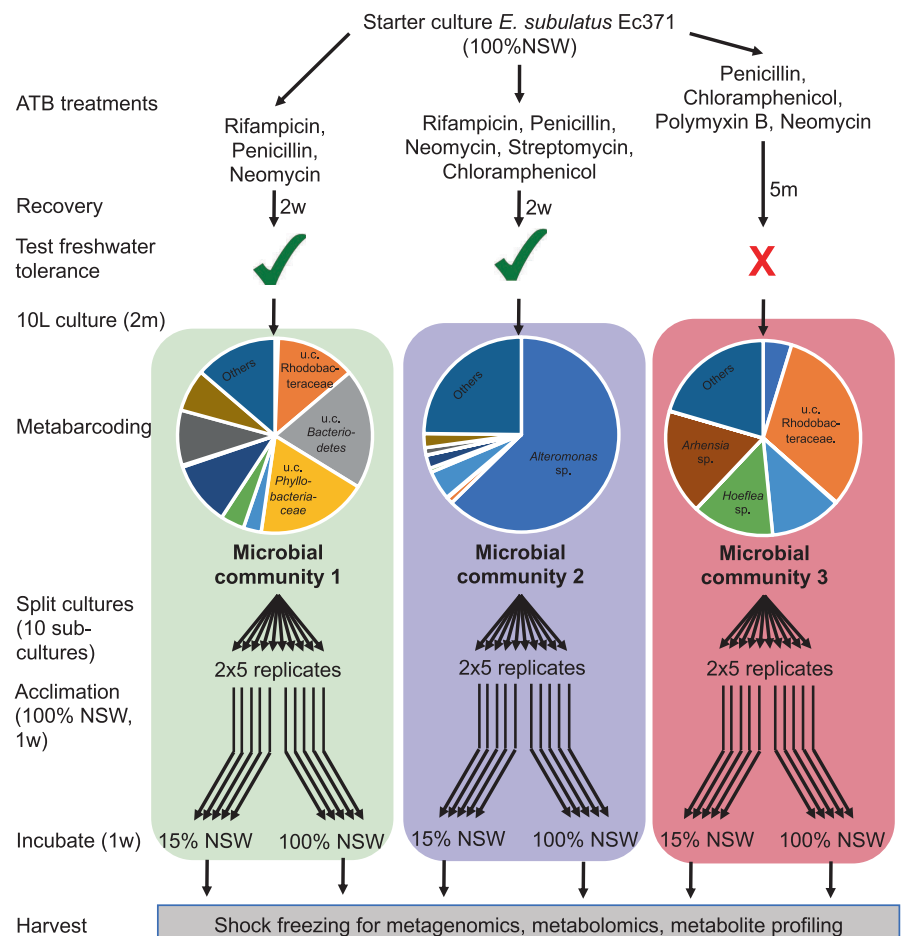 Starter culture E. subulatus Ec371
(100%NSW)
ATB treatments
Rifampicin,
Penicillin,
Neomycin
Rifampicin, Penicillin,
Neomycin, Streptomycin,
Chloramphenicol
Penicillin,
Chloramphenicol,
Polymyxin B, Neomycin
Recovery
2w
2w
5m
Test freshwater
tolerance
X
10L culture (2m)
Metabarcoding
Others
u.c.
Rhodobac-
teraceae
u.c.
Bacterio-
detes
u.c.
Phyllo-
bacteria-
ceae
Others
Alteromonas
sp.
Others
u.c.
Rhodobac-
teraceae.
Arhensia
sp.
Hoeflea
sp.
Microbial
community 1
Microbial
community 2
Microbial
community 3
Split cultures
(10 sub-
cultures)
2x5 replicates
2x5 replicates
2x5 replicates
Acclimation
(100% NSW,
1w)
Incubate (1w)
15% NSW
100% NSW
15% NSW
100% NSW
15% NSW
100% NSW
Harvest
Shock freezing for metagenomics, metabolomics, metabolite profiling